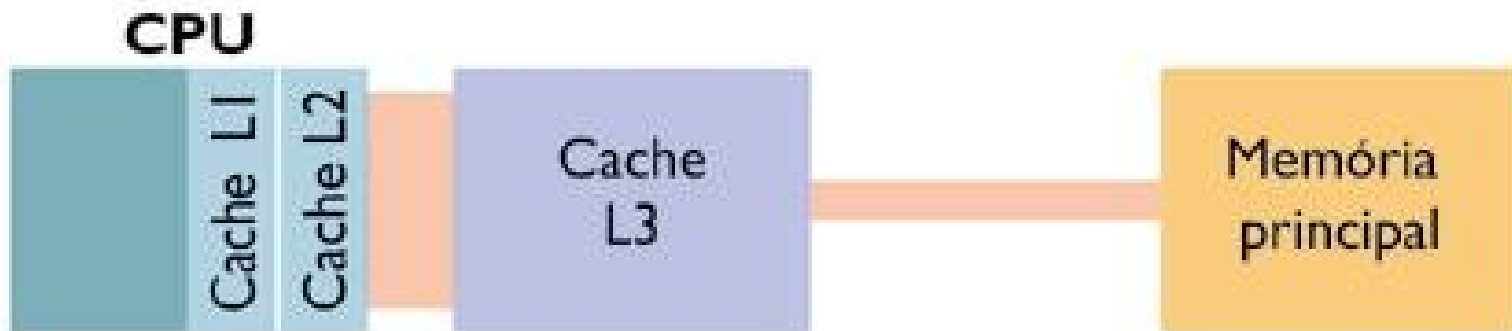 CPU
Cache L1
Cache L2
Cache
L3
Memória
principal